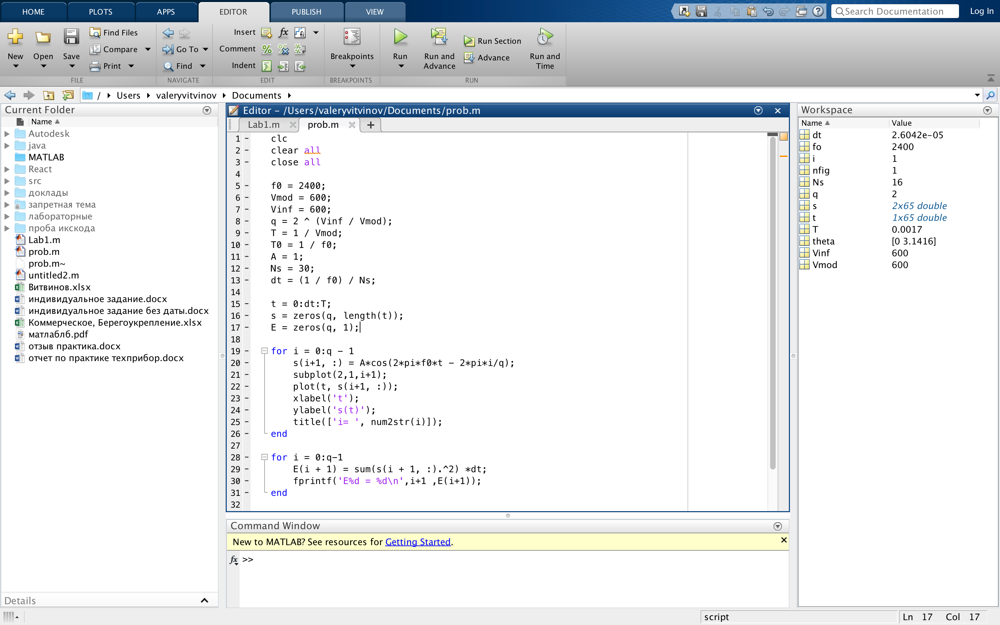 HOME PLOTS APPS EDITOR PUBLISH VIEW Search Documentation Log In
New Open Save Find Files Compare Print
Go To Find
Insert Comment Indent fx fi
Breakpoints
Run Run and Advance Run Section Advance Run and Time
FILE NAVIGATE EDIT BREAKPOINTS RUN
/ Users valeryvitvinov Documents
Current Folder
Name
Autodesk
java
MATLAB
React
src
доклады
запретная тема
лабораторные
проба икскода
Lab1.m
prob.m
prob.m~
untitled2.m
Витвинов.xlsx
индивидуальное задание.docx
индивидуальное задание без даты.docx
Коммерческое, Берегоукрепление.xlsx
матлаблб.pdf
отзыв практика.docx
отчет по практике техприбор.docx
Details
Editor – /Users/valeryvitvinov/Documents/prob.m
Lab1.m prob.m +
1 – clc
2 – clear all
3 – close all
4
5 – f0 = 2400;
6 – Vmod = 600;
7 – Vinf = 600;
8 – q = 2 ^ (Vinf / Vmod);
9 – T = 1 / Vmod;
10 – T0 = 1 / f0;
11 – A = 1;
12 – Ns = 30;
13 – dt = (1 / f0) / Ns;
14
15 – t = 0:dt:T;
16 – s = zeros(q, length(t));
17 – E = zeros(q, 1);
18
19 – for i = 0:q - 1
20 – s(i+1, :) = A*cos(2*pi*f0*t - 2*pi*i/q);
21 – subplot(2,1,i+1);
22 – plot(t, s(i+1, :));
23 – xlabel('t');
24 – ylabel('s(t)');
25 – title(['i= ', num2str(i)]);
26 – end
27
28 – for i = 0:q-1
29 – E(i + 1) = sum(s(i + 1, :).^2) *dt;
30 – fprintf('E%d = %d\n',i+1 ,E(i+1));
31 – end
32
Command Window
New to MATLAB? See resources for Getting Started.
fx >>
Workspace
Name Value
dt 2.6042e-05
fo 2400
i 1
nfig 1
Ns 16
q 2
s 2x65 double
t 1x65 double
T 0.0017
theta [0 3.1416]
Vinf 600
Vmod 600
script Ln 17 Col 17